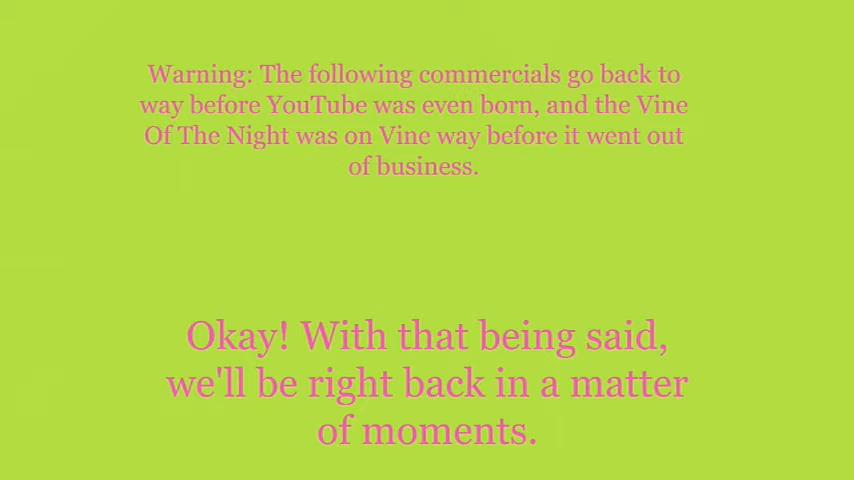 Warning: The following commercials go back to
way before YouTube was even born, and the Vine
Of The Night was on Vine way before it went out
of business.
Okay! With that being said,
we'll be right back in a matter
of moments.